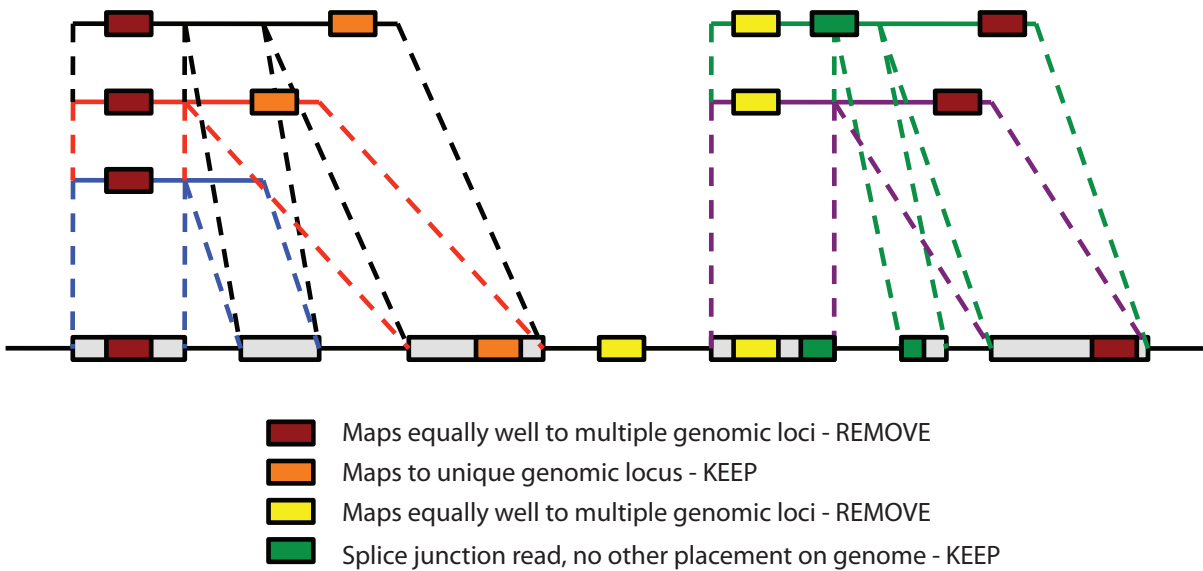 Maps equally well to multiple genomic loci - REMOVE
Maps to unique genomic locus - KEEP
Maps equally well to multiple genomic loci - REMOVE
Splice junction read, no other placement on genome - KEEP